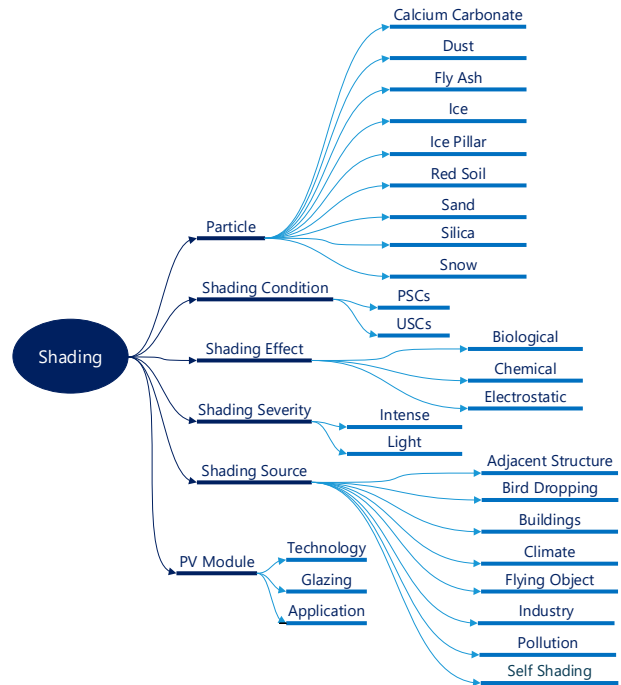 Calcium Carbonate
Dust
Fly Ash
Ice
Ice Pillar
Red Soil
Sand
Silica
Snow
Particle
Shading Condition
PSCs
USCs
Shading
Shading Effect
Biological
Chemical
Electrostatic
Shading Severity
Intense
Light
Shading Source
Adjacent Structure
Bird Dropping
Buildings
Climate
Flying Object
Industry
Pollution
Self Shading
PV Module
Technology
Glazing
Application